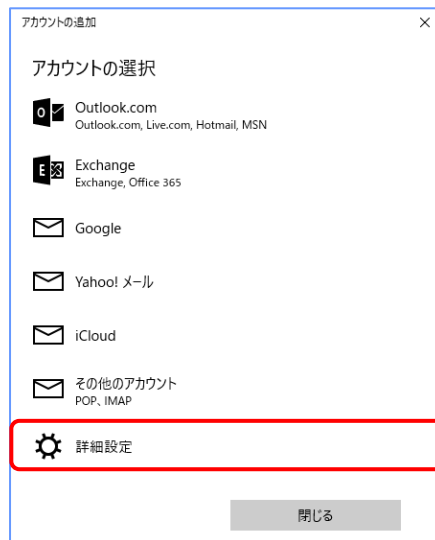 アカウントの追加
アカウントの選択
Outlook.com
Outlook.com, Live.com, Hotmail, MSN
Exchange
Exchange, Office 365
Google
Yahoo! メール
iCloud
その他のアカウント
POP、IMAP
詳細設定
閉じる